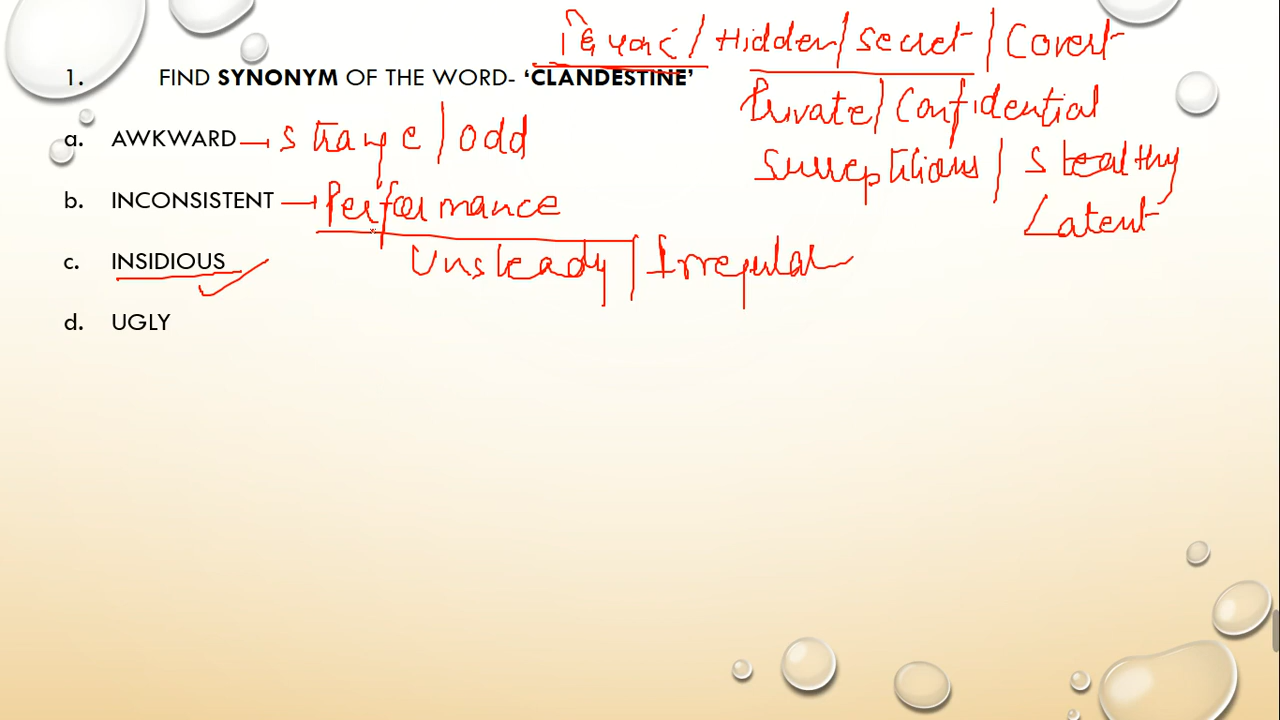 / Hidden / Secret / Covert
1. FIND SYNONYM OF THE WORD- ‘CLANDESTINE’
Private / Confidential
a. AWKWARD → strange / odd
Surreptitious / Stealthy
b. INCONSISTENT → Performance
Latent
c. INSIDIOUS
Unsteady / Irregular
d. UGLY